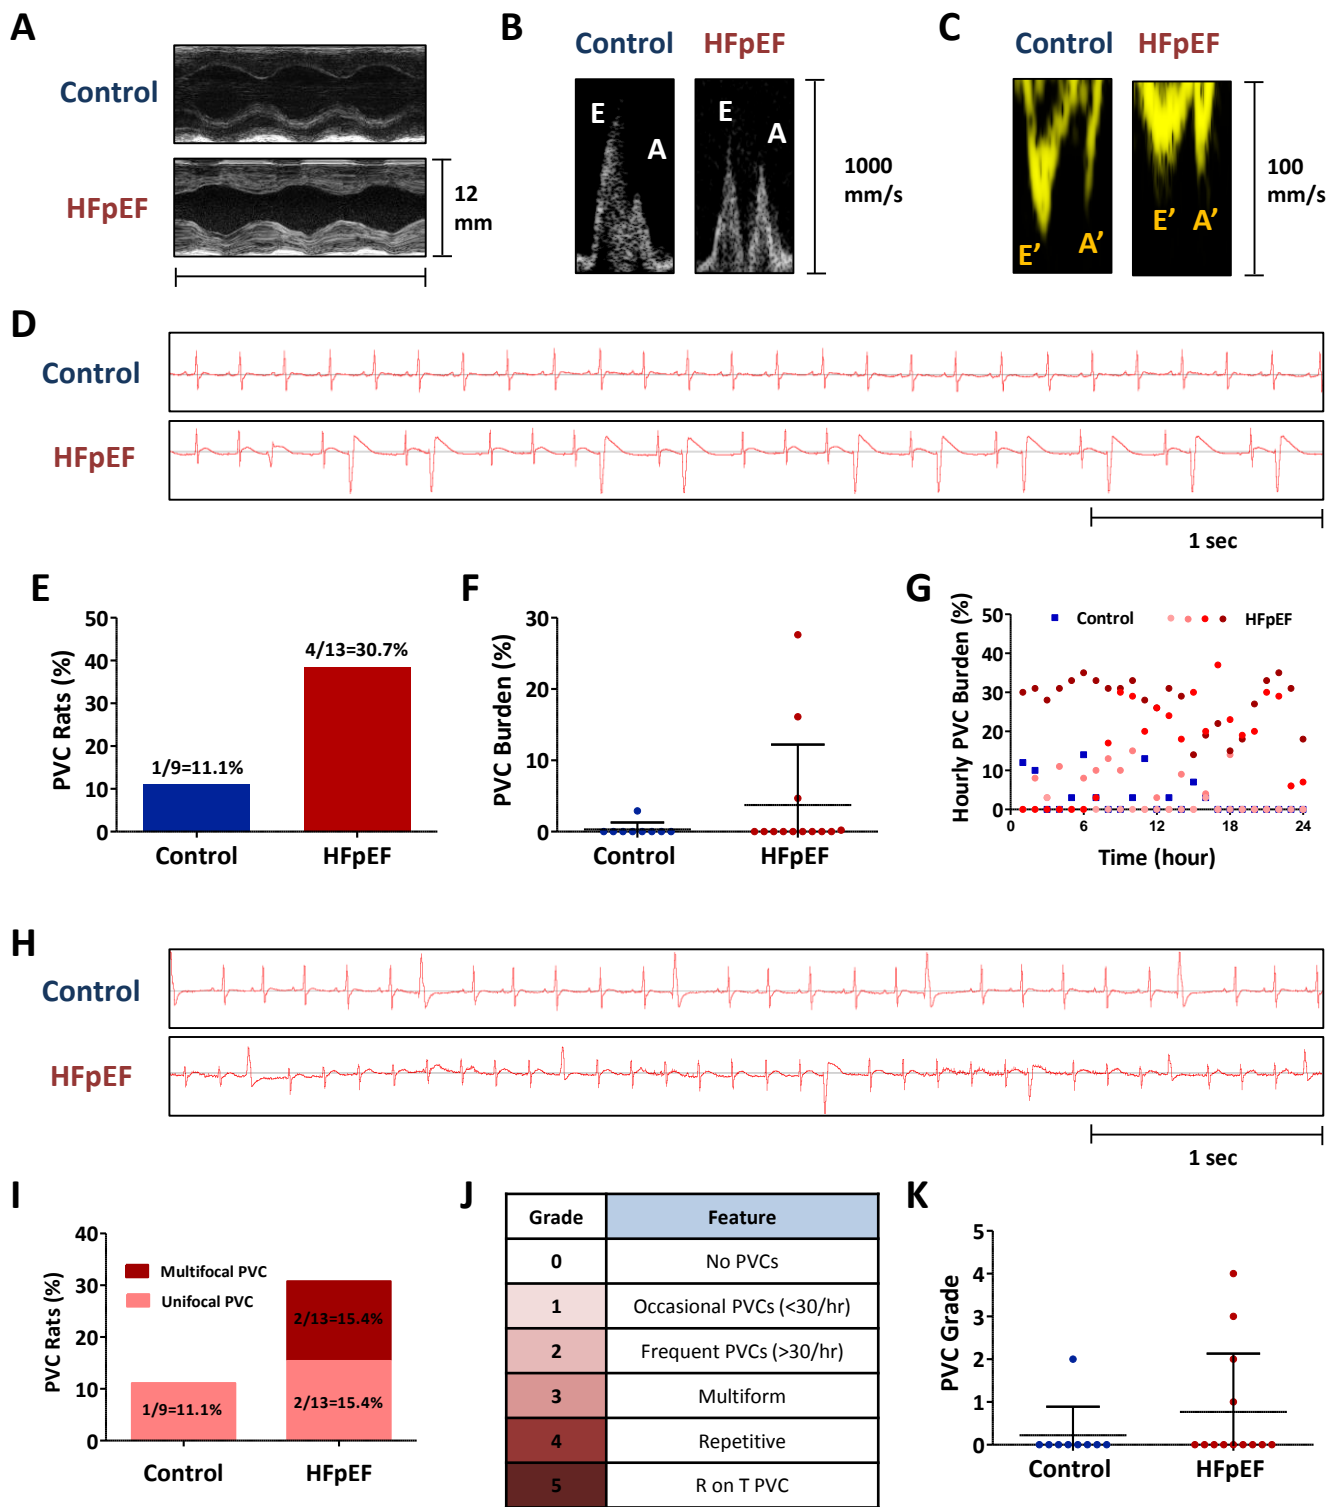 A
Control
HFpEF
12
mm
B
Control HFpEF
E
A
E
A
1000
mm/s
C
Control HFpEF
E’
A’
E’
A’
100
mm/s
D
Control
HFpEF
1 sec
E
PVC Rats (%)
50
40
30
20
10
0
1/9=11.1%
4/13=30.7%
Control
HFpEF
F
PVC Burden (%)
30
20
10
0
Control
HFpEF
G
Hourly PVC Burden (%)
50
40
30
20
10
0
Control
HFpEF
0 6 12 18 24
Time (hour)
H
Control
HFpEF
1 sec
I
PVC Rats (%)
40
30
20
10
0
Multifocal PVC
Unifocal PVC
1/9=11.1%
2/13=15.4%
2/13=15.4%
Control
HFpEF
J
Grade Feature
0 No PVCs
1 Occasional PVCs (<30/hr)
2 Frequent PVCs (>30/hr)
3 Multiform
4 Repetitive
5 R on T PVC
K
PVC Grade
5
4
3
2
1
0
Control
HFpEF